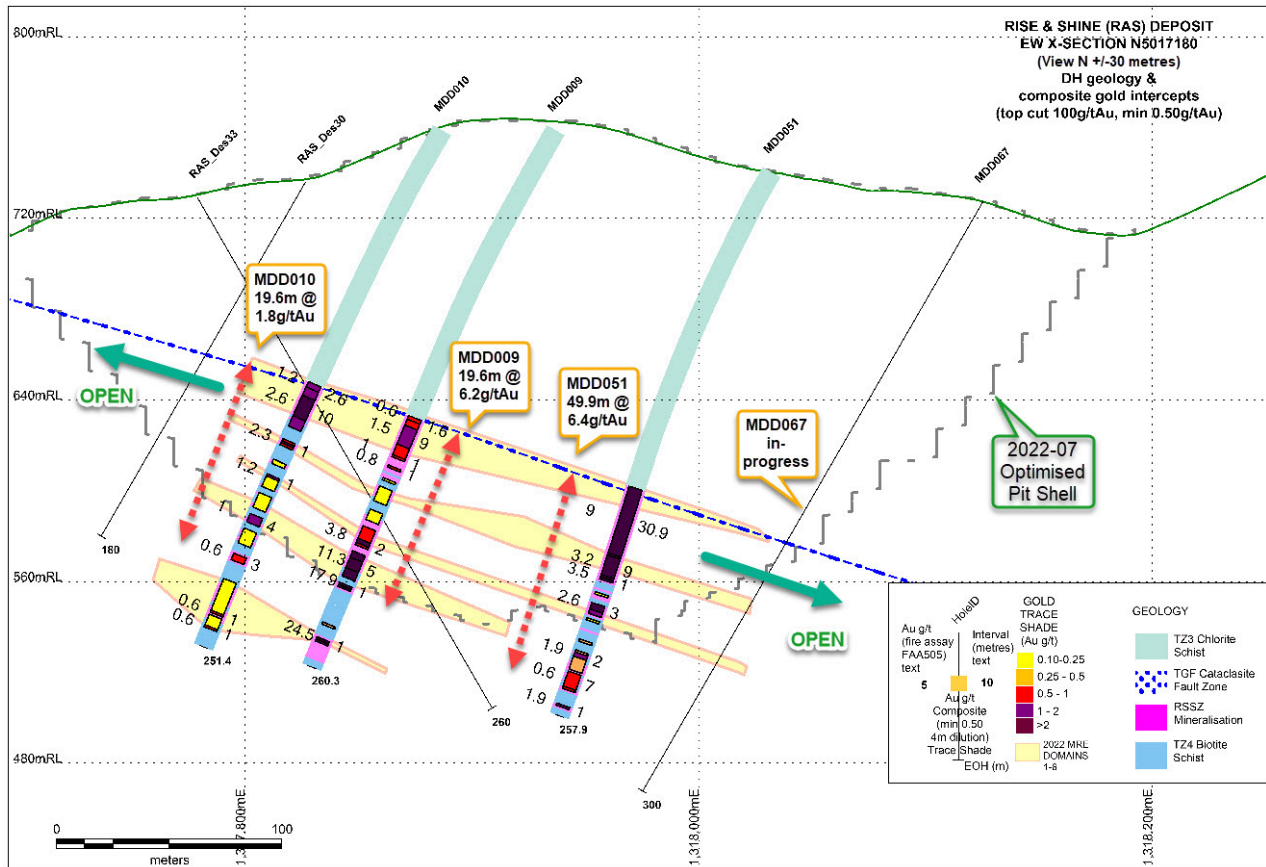 800mRL
720mRL
640mRL
560mRL
480mRL
RISE & SHINE (RAS) DEPOSIT
EW X-SECTION N5017180
(View N +/-30 metres)
DH geology &
composite gold intercepts
(top cut 100g/tAu, min 0.50g/tAu)
RAS_Des33
RAS_Des30
MDD010
MDD009
MDD051
MDD067
MDD010
19.6m @
1.8g/tAu
MDD009
19.6m @
6.2g/tAu
MDD051
49.9m @
6.4g/tAu
MDD067
in-
progress
2022-07
Optimised
Pit Shell
OPEN
OPEN
1.2
2.6
2.6
10
2.3
1
1.2
1
1
4
0.6
3
0.6
1
0.6
1
251.4
0.6
1.6
1.5
9
1
0.8
1
1
3.8
2
11.3
5
17.9
1
24.5
1
260.3
9
30.9
3.2
9
3.5
1
2.6
3
1.9
2
0.6
7
1.9
1
257.9
180
260
300
0
100
meters
1,318,000mE
1,318,200mE
Au g/t
(fire assay
FAA505)
text
5
HoleID
Interval
(metres)
text
10
Au g/t
Composite
(min 0.50
4m dilution)
Trace Shade
EOH (m)
GOLD
TRACE
SHADE
(Au g/t)
0.10-0.25
0.25 - 0.5
0.5 - 1
1 - 2
>2
2022 MRE
DOMAINS
GEOLOGY
TZ3 Chlorite
Schist
TGF Cataclasite
Fault Zone
RSSZ
Mineralisation
TZ4 Biotite
Schist